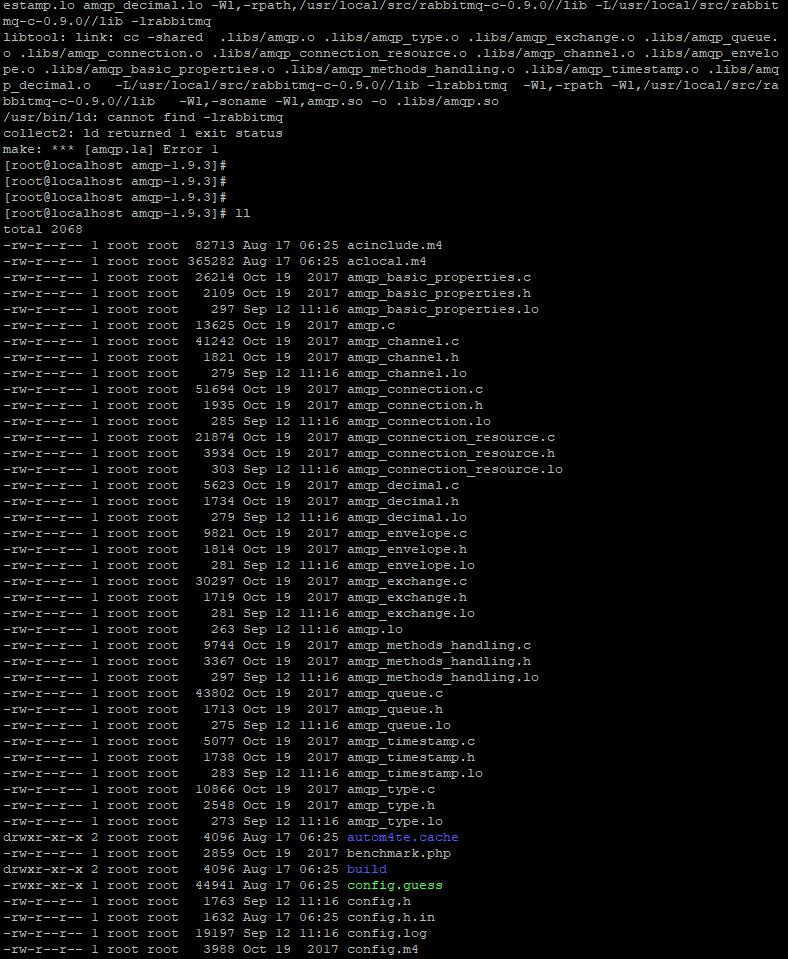 estamp.lo amqp_decimal.lo -Wl,-rpath,/usr/local/src/rabbitmq-c-0.9.0//lib -L/usr/local/src/rabbit
mq-c-0.9.0//lib -lrabbitmq
libtool: link: cc -shared  .libs/amqp.o .libs/amqp_type.o .libs/amqp_exchange.o .libs/amqp_queue.
o .libs/amqp_connection.o .libs/amqp_connection_resource.o .libs/amqp_channel.o .libs/amqp_envelo
pe.o .libs/amqp_basic_properties.o .libs/amqp_methods_handling.o .libs/amqp_timestamp.o .libs/amq
p_decimal.o   -L/usr/local/src/rabbitmq-c-0.9.0//lib -lrabbitmq  -Wl,-rpath -Wl,/usr/local/src/ra
bbitmq-c-0.9.0//lib   -Wl,-soname -Wl,amqp.so -o .libs/amqp.so
/usr/bin/ld: cannot find -lrabbitmq
collect2: ld returned 1 exit status
make: *** [amqp.la] Error 1
[root@localhost amqp-1.9.3]#
[root@localhost amqp-1.9.3]#
[root@localhost amqp-1.9.3]#
[root@localhost amqp-1.9.3]# ll
total 2068
-rw-r--r-- 1 root root  82713 Aug 17 06:25 acinclude.m4
-rw-r--r-- 1 root root 365282 Aug 17 06:25 aclocal.m4
-rw-r--r-- 1 root root  26214 Oct 19  2017 amqp_basic_properties.c
-rw-r--r-- 1 root root   2109 Oct 19  2017 amqp_basic_properties.h
-rw-r--r-- 1 root root    297 Sep 12 11:16 amqp_basic_properties.lo
-rw-r--r-- 1 root root  13625 Oct 19  2017 amqp.c
-rw-r--r-- 1 root root  41242 Oct 19  2017 amqp_channel.c
-rw-r--r-- 1 root root   1821 Oct 19  2017 amqp_channel.h
-rw-r--r-- 1 root root    279 Sep 12 11:16 amqp_channel.lo
-rw-r--r-- 1 root root  51694 Oct 19  2017 amqp_connection.c
-rw-r--r-- 1 root root   1935 Oct 19  2017 amqp_connection.h
-rw-r--r-- 1 root root    285 Sep 12 11:16 amqp_connection.lo
-rw-r--r-- 1 root root  21874 Oct 19  2017 amqp_connection_resource.c
-rw-r--r-- 1 root root   3934 Oct 19  2017 amqp_connection_resource.h
-rw-r--r-- 1 root root    303 Sep 12 11:16 amqp_connection_resource.lo
-rw-r--r-- 1 root root   5623 Oct 19  2017 amqp_decimal.c
-rw-r--r-- 1 root root   1734 Oct 19  2017 amqp_decimal.h
-rw-r--r-- 1 root root    279 Sep 12 11:16 amqp_decimal.lo
-rw-r--r-- 1 root root   9821 Oct 19  2017 amqp_envelope.c
-rw-r--r-- 1 root root   1814 Oct 19  2017 amqp_envelope.h
-rw-r--r-- 1 root root    281 Sep 12 11:16 amqp_envelope.lo
-rw-r--r-- 1 root root  30297 Oct 19  2017 amqp_exchange.c
-rw-r--r-- 1 root root   1719 Oct 19  2017 amqp_exchange.h
-rw-r--r-- 1 root root    281 Sep 12 11:16 amqp_exchange.lo
-rw-r--r-- 1 root root    263 Sep 12 11:16 amqp.lo
-rw-r--r-- 1 root root   9744 Oct 19  2017 amqp_methods_handling.c
-rw-r--r-- 1 root root   3367 Oct 19  2017 amqp_methods_handling.h
-rw-r--r-- 1 root root    297 Sep 12 11:16 amqp_methods_handling.lo
-rw-r--r-- 1 root root  43802 Oct 19  2017 amqp_queue.c
-rw-r--r-- 1 root root   1713 Oct 19  2017 amqp_queue.h
-rw-r--r-- 1 root root    275 Sep 12 11:16 amqp_queue.lo
-rw-r--r-- 1 root root   5077 Oct 19  2017 amqp_timestamp.c
-rw-r--r-- 1 root root   1738 Oct 19  2017 amqp_timestamp.h
-rw-r--r-- 1 root root    283 Sep 12 11:16 amqp_timestamp.lo
-rw-r--r-- 1 root root  10866 Oct 19  2017 amqp_type.c
-rw-r--r-- 1 root root   2548 Oct 19  2017 amqp_type.h
-rw-r--r-- 1 root root    273 Sep 12 11:16 amqp_type.lo
drwxr-xr-x 2 root root   4096 Aug 17 06:25 autom4te.cache
-rw-r--r-- 1 root root   2859 Oct 19  2017 benchmark.php
drwxr-xr-x 2 root root   4096 Aug 17 06:25 build
-rwxr-xr-x 1 root root  44941 Aug 17 06:25 config.guess
-rw-r--r-- 1 root root   1763 Sep 12 11:16 config.h
-rw-r--r-- 1 root root   1632 Aug 17 06:25 config.h.in
-rw-r--r-- 1 root root  19197 Sep 12 11:16 config.log
-rw-r--r-- 1 root root   3988 Oct 19  2017 config.m4